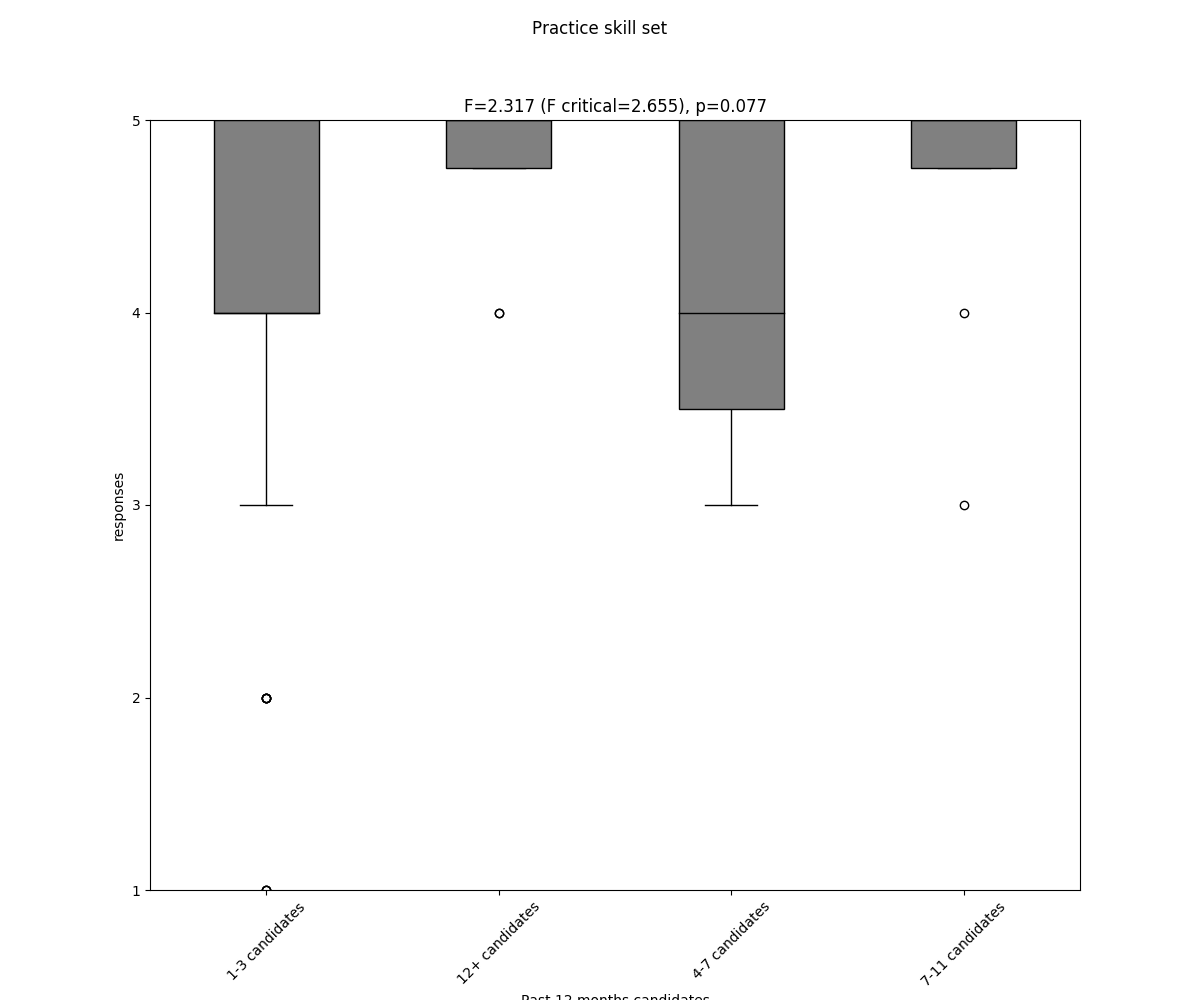 Practice skill set
F=2.317 (F critical=2.655), p=0.077
5
4
3
2
1
responses
1-3 candidates
12+ candidates
4-7 candidates
7-11 candidates
Past 12 months candidates